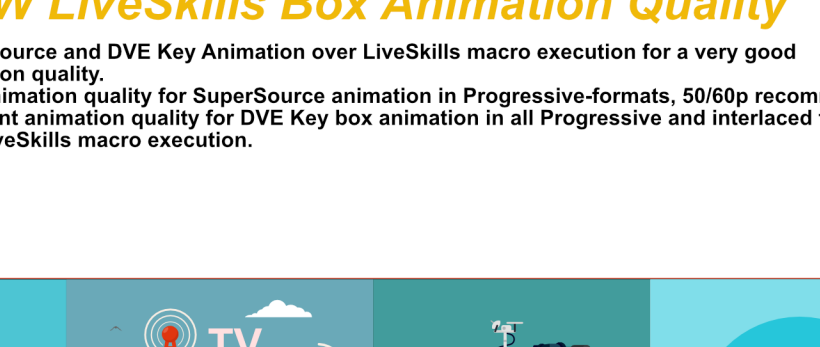 W LiveSkills Box Animation Quality
ource and DVE Key Animation over LiveSkills macro execution for a very good
on quality.
imation quality for SuperSource animation in Progressive-formats, 50/60p recom
nt animation quality for DVE Key box animation in all Progressive and interlaced
veSkills macro execution.
TV